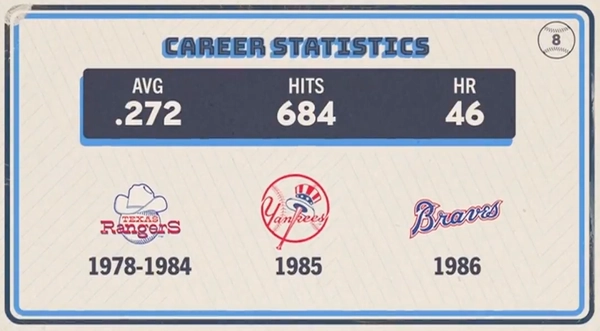 8
CAREER STATISTICS
AVG HITS HR
.272 684 46
TEXAS
RangerS
Yankees
Braves
1978-1984 1985 1986